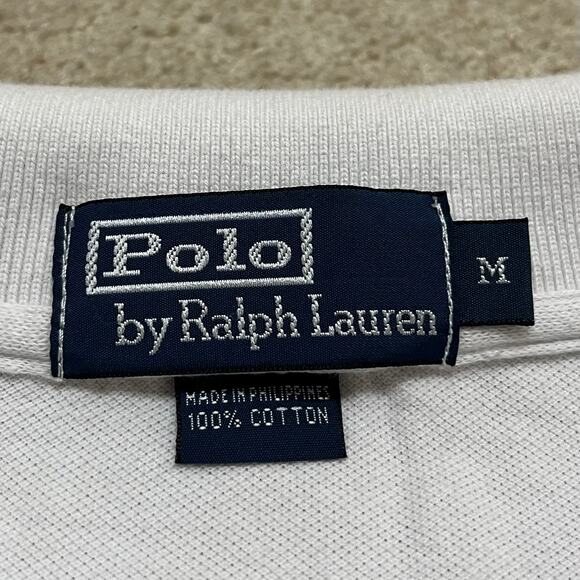 Polo
by Ralph Lauren
M
MADE IN PHILIPPINES
100% COTTON